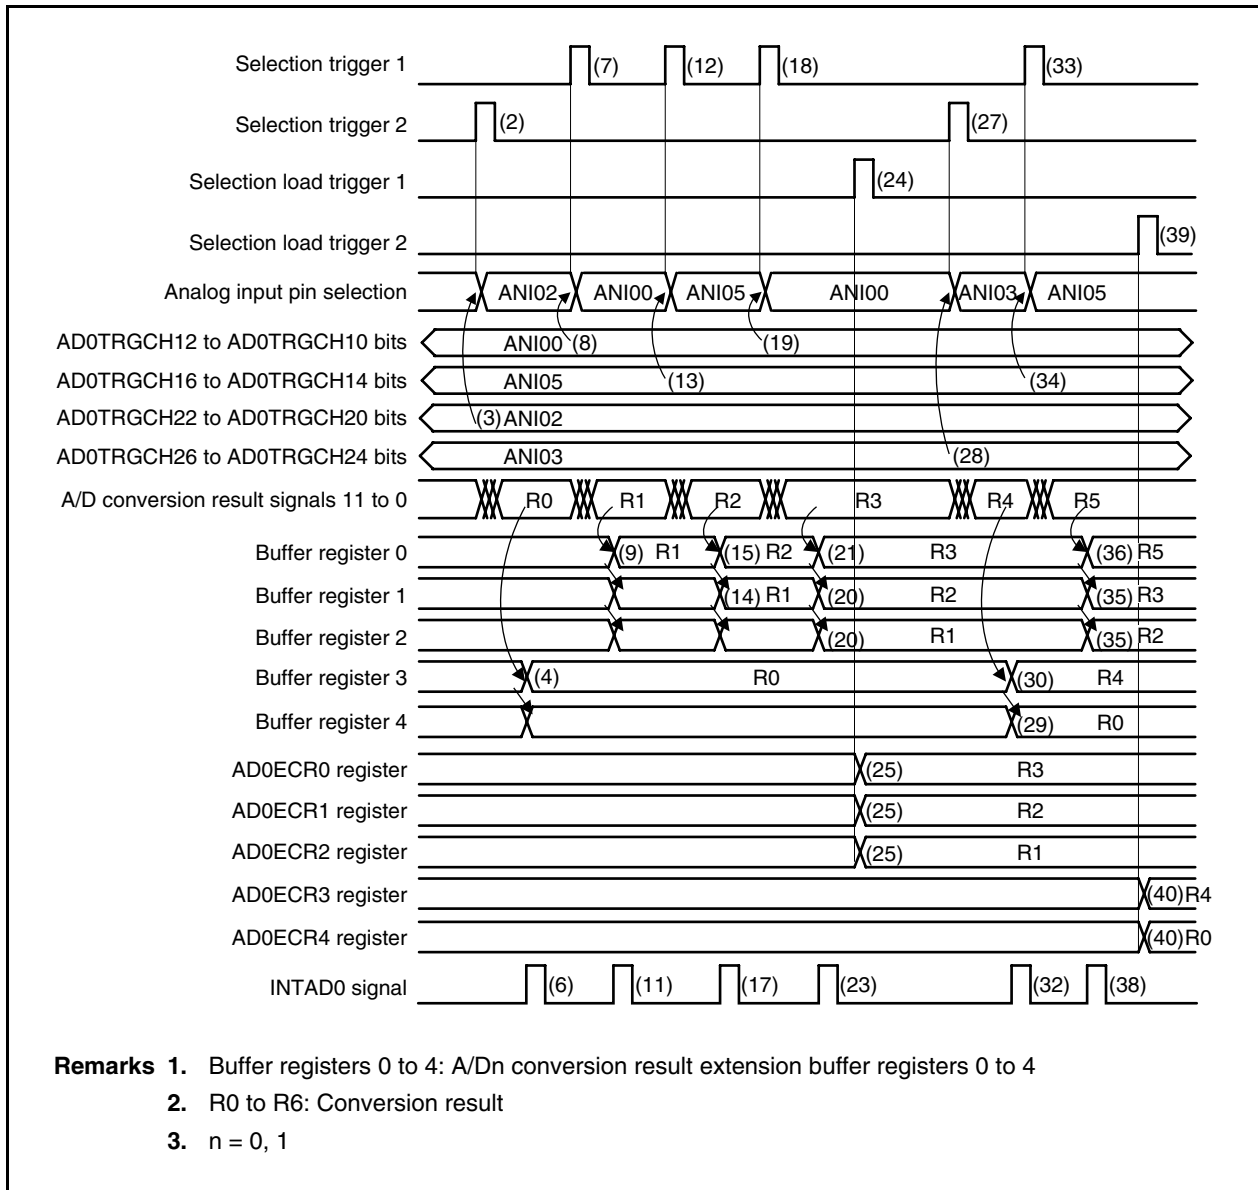 Selection trigger 1 (7) (12) (18) (33)
Selection trigger 2 (2) (27)
Selection load trigger 1 (24)
Selection load trigger 2 (39)
Analog input pin selection ANI02 ANI00 ANI05 ANI00 ANI03 ANI05
AD0TRGCH12 to AD0TRGCH10 bits ANI00 (8) (19)
AD0TRGCH16 to AD0TRGCH14 bits ANI05 (13) (34)
AD0TRGCH22 to AD0TRGCH20 bits (3) ANI02
AD0TRGCH26 to AD0TRGCH24 bits ANI03 (28)
A/D conversion result signals 11 to 0 R0 R1 R2 R3 R4 R5
Buffer register 0 (9) R1 (15) R2 (21) R3 (36) R5
Buffer register 1 (14) R1 (20) R2 (35) R3
Buffer register 2 (20) R1 (35) R2
Buffer register 3 (4) R0 (30) R4
Buffer register 4 (29) R0
AD0ECR0 register (25) R3
AD0ECR1 register (25) R2
AD0ECR2 register (25) R1
AD0ECR3 register (40) R4
AD0ECR4 register (40) R0
INTAD0 signal (6) (11) (17) (23) (32) (38)
Remarks 1. Buffer registers 0 to 4: A/Dn conversion result extension buffer registers 0 to 4
2. R0 to R6: Conversion result
3. n = 0, 1